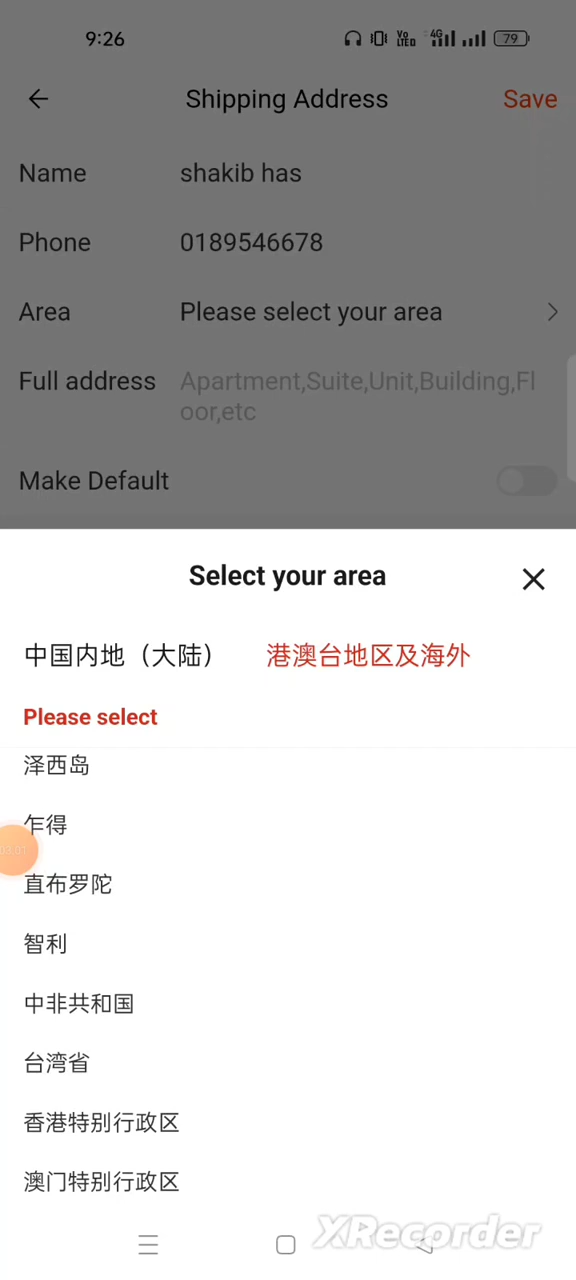 9:26
Vo
LTED
4G
79
Shipping Address
Save
Name
shakib has
Phone
0189546678
Area
Please select your area
Full address
Apartment,Suite,Unit,Building,Fl
oor,etc
Make Default
Select your area
中国内地（大陆）
港澳台地区及海外
Please select
泽西岛
乍得
直布罗陀
智利
中非共和国
台湾省
香港特别行政区
澳门特别行政区
XRecorder